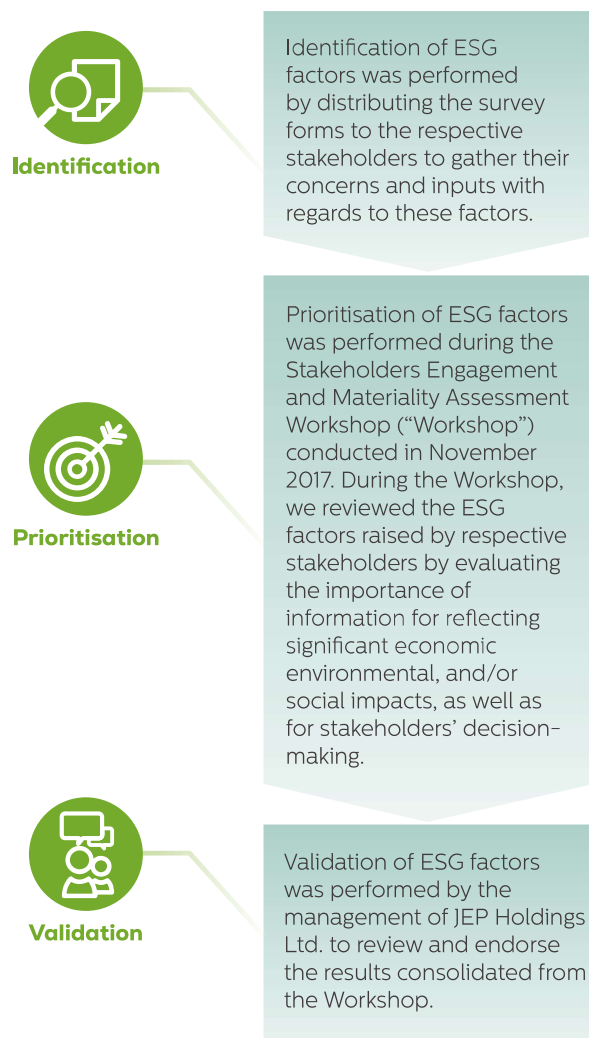 Identification
Identification of ESG
factors was performed
by distributing the survey
forms to the respective
stakeholders to gather their
concerns and inputs with
regards to these factors.
Prioritisation
Prioritisation of ESG factors
was performed during the
Stakeholders Engagement
and Materiality Assessment
Workshop (“Workshop”)
conducted in November
2017. During the Workshop,
we reviewed the ESG
factors raised by respective
stakeholders by evaluating
the importance of
information for reflecting
significant economic
environmental, and/or
social impacts, as well as
for stakeholders’ decision-
making.
Validation
Validation of ESG factors
was performed by the
management of JEP Holdings
Ltd. to review and endorse
the results consolidated from
the Workshop.